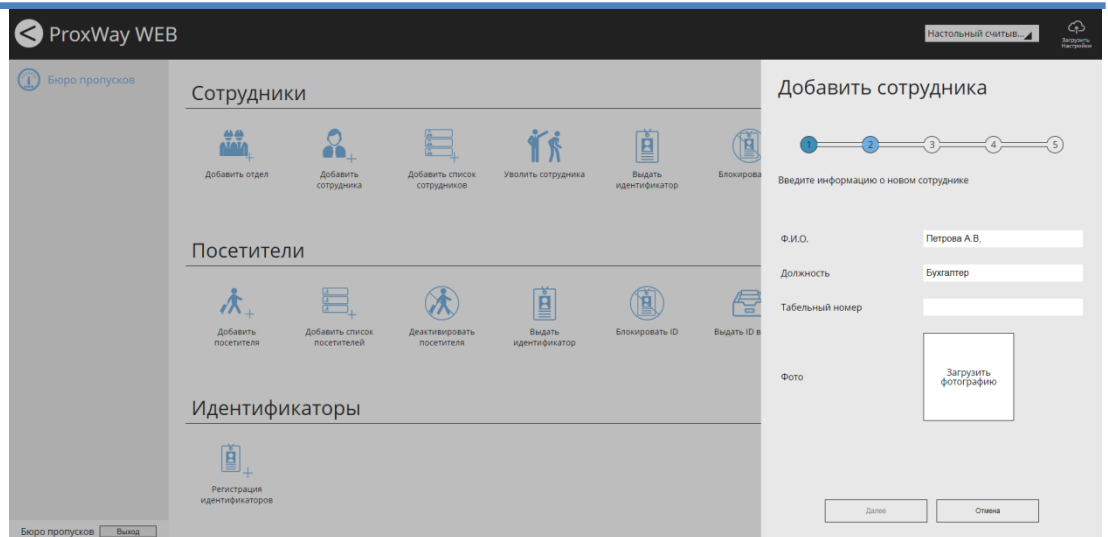 ProxWay WEB
Настольный считыв...
Загрузить
Настройки
Бюро пропусков
Сотрудники
Добавить отдел
Добавить
сотрудника
Добавить список
сотрудников
Уволить сотрудника
Выдать
идентификатор
Блокирова
Посетители
Добавить
посетителя
Добавить список
посетителей
Деактивировать
посетителя
Выдать
идентификатор
Блокировать ID
Выдать ID в
Идентификаторы
Регистрация
идентификаторов
Бюро пропусков
Выход
Добавить сотрудника
1 2 3 4 5
Введите информацию о новом сотруднике
Ф.И.О. Петрова А.В,
Должность Бухгалтер
Табельный номер
Фото
Загрузить
фотографию
Далее Отмена